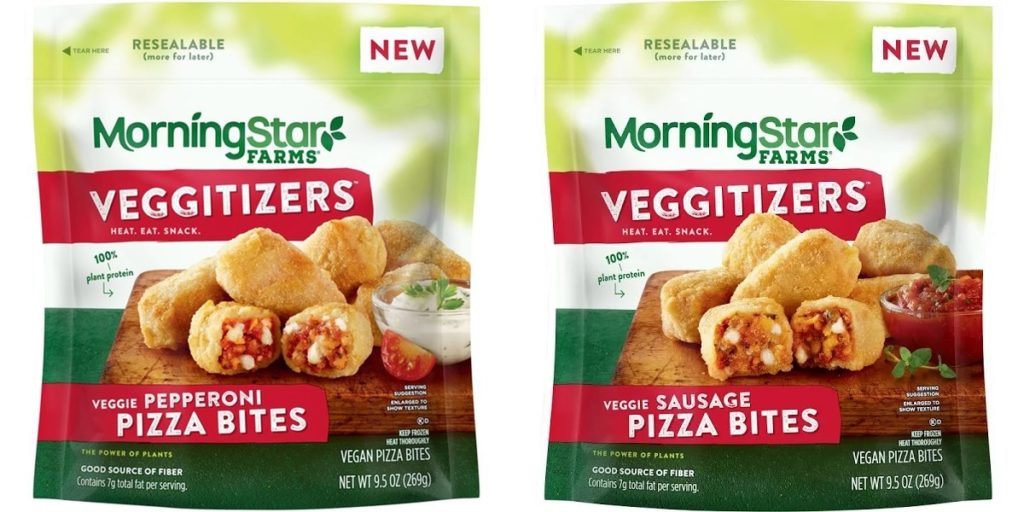 TEAR HERE
RESEALABLE
(more for later)
NEW
MorningStar
FARMS®
VEGGITIZERS™
HEAT. EAT. SNACK.
100%
plant protein
SERVING
SUGGESTION
ENLARGED TO
SHOW TEXTURE
VEGGIE PEPPERONI
PIZZA BITES
D
KEEP FROZEN
HEAT THOROUGHLY
THE POWER OF PLANTS
VEGAN PIZZA BITES
GOOD SOURCE OF FIBER
Contains 7g total fat per serving.
NET WT 9.5 OZ (269g)
TEAR HERE
RESEALABLE
(more for later)
NEW
MorningStar
FARMS®
VEGGITIZERS™
HEAT. EAT. SNACK.
100%
plant protein
SERVING
SUGGESTION
ENLARGED TO
SHOW TEXTURE
VEGGIE SAUSAGE
PIZZA BITES
D
KEEP FROZEN
HEAT THOROUGHLY
THE POWER OF PLANTS
VEGAN PIZZA BITES
GOOD SOURCE OF FIBER
Contains 7g total fat per serving.
NET WT 9.5 OZ (269g)